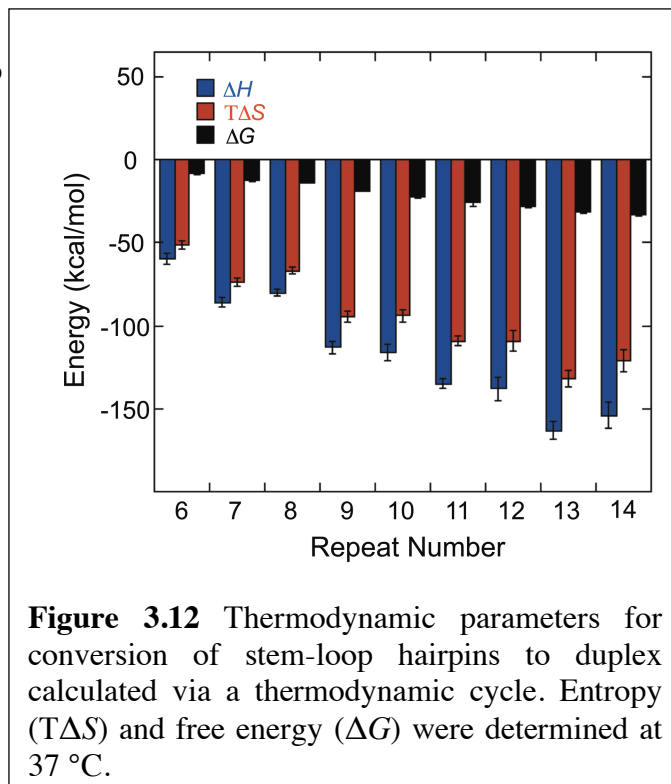 50
ΔH
TΔS
ΔG
0
-50
-100
-150
Energy (kcal/mol)
6 7 8 9 10 11 12 13 14
Repeat Number
Figure 3.12 Thermodynamic parameters for
conversion of stem-loop hairpins to duplex
calculated via a thermodynamic cycle. Entropy
(TΔS) and free energy (ΔG) were determined at
37 °C.